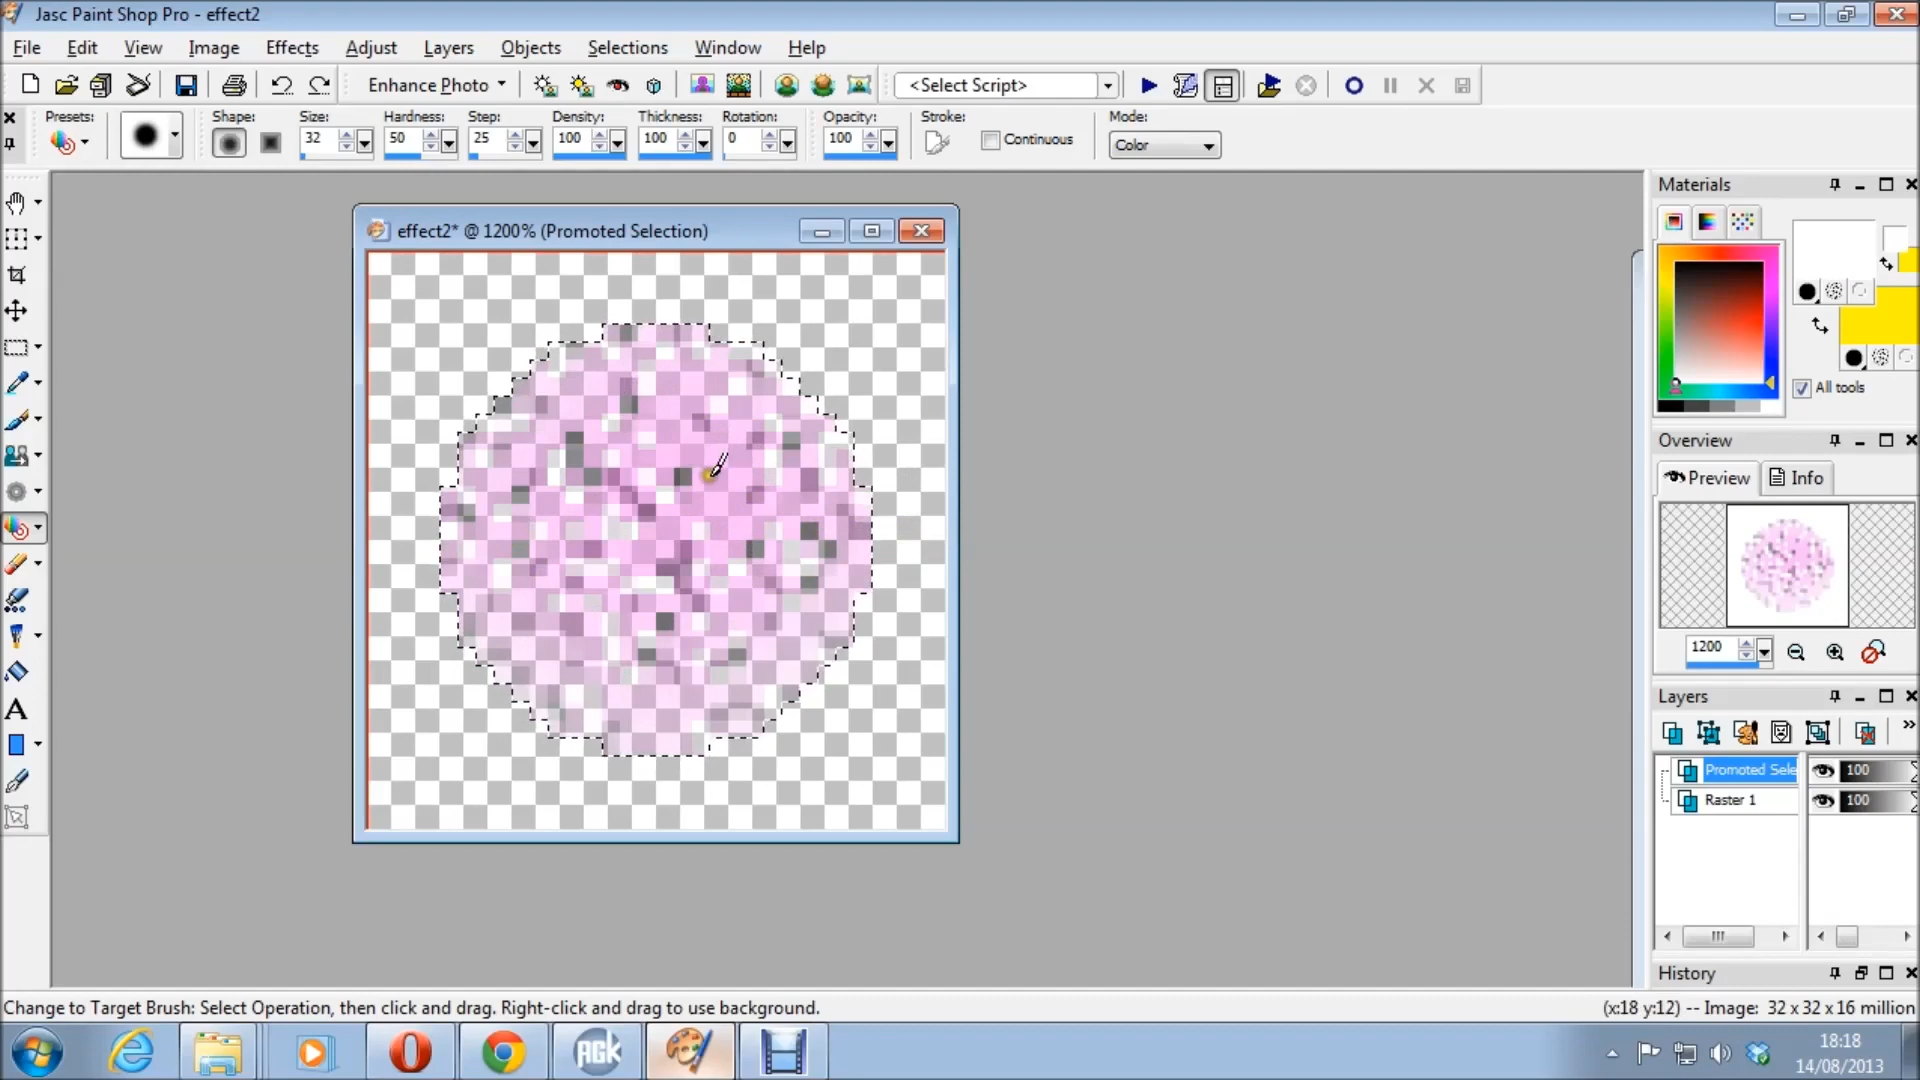 Jasc Paint Shop Pro - effect2
File Edit View Image Effects Adjust Layers Objects Selections Window Help
Enhance Photo <Select Script>
Presets: Shape: Size: Hardness: Step: Density: Thickness: Rotation: Opacity: Stroke: Mode:
32 50 25 100 100 0 100 Continuous Color
Materials
effect2* @ 1200% (Promoted Selection)
All tools
Overview
Preview Info
1200
Layers
Promoted Sele 100
Raster 1 100
History
Change to Target Brush: Select Operation, then click and drag. Right-click and drag to use background.
(x:18 y:12) -- Image: 32 x 32 x 16 million
AGK
18:18
14/08/2013